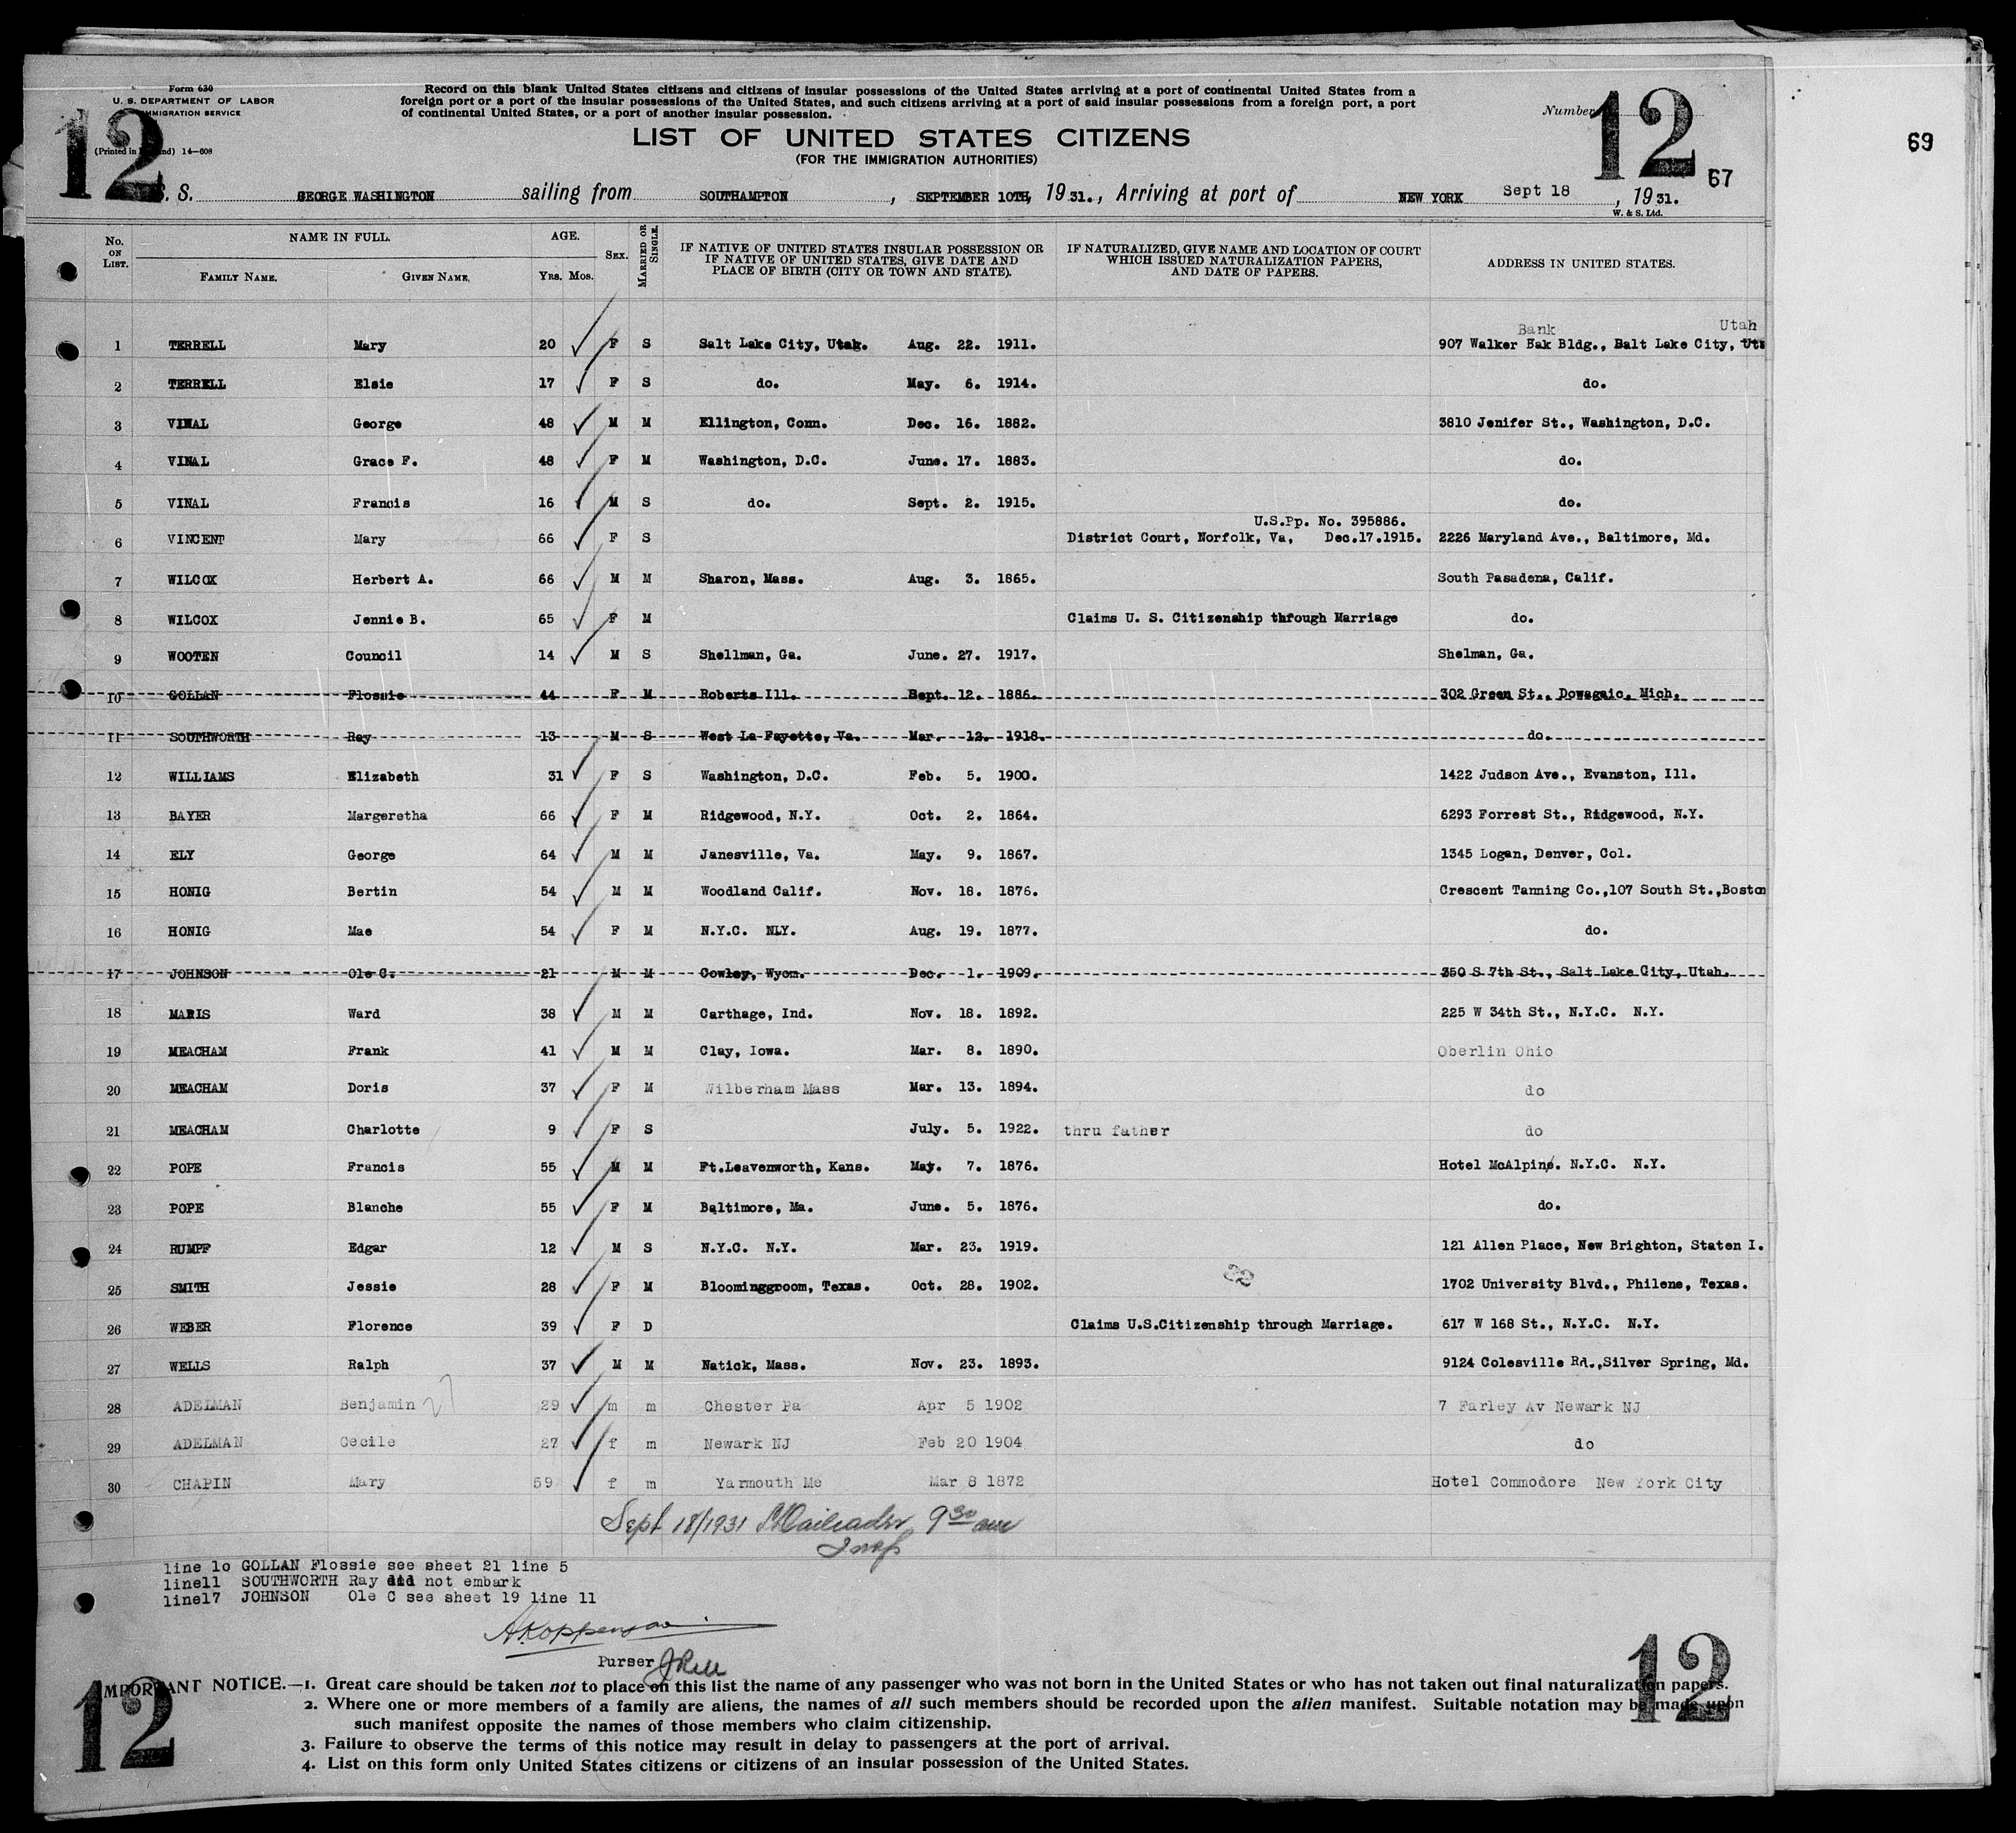 Form 630
U. S. DEPARTMENT OF LABOR
IMMIGRATION SERVICE
(Printed in England) 14—608
Record on this blank United States citizens and citizens of insular possessions of the United States arriving at a port of continental United States from a
foreign port or a port of the insular possessions of the United States, and such citizens arriving at a port of said insular possessions from a foreign port, a port
of continental United States, or a port of another insular possession.
Number
12
12
69
67
LIST OF UNITED STATES CITIZENS
(FOR THE IMMIGRATION AUTHORITIES)
S. S. GEORGE WASHINGTON sailing from SOUTHAMPTON , SEPTEMBER 10TH, 1931., Arriving at port of NEW YORK Sept 18 , 1931.
W. & S. Ltd.
No. ON LIST. NAME IN FULL. FAMILY NAME. GIVEN NAME. AGE. YRS. MOS. SEX. MARRIED OR SINGLE. IF NATIVE OF UNITED STATES INSULAR POSSESSION OR IF NATIVE OF UNITED STATES, GIVE DATE AND PLACE OF BIRTH (CITY OR TOWN AND STATE). IF NATURALIZED, GIVE NAME AND LOCATION OF COURT WHICH ISSUED NATURALIZATION PAPERS, AND DATE OF PAPERS. ADDRESS IN UNITED STATES.
Bank Utah
1 TERRELL Mary 20 F S Salt Lake City, Utah. Aug. 22. 1911. 907 Walker Bak Bldg., Balt Lake City, Uta
2 TERRELL Elsie 17 F S do. May. 6. 1914. do.
3 VINAL George 48 M M Ellington, Conn. Dec. 16. 1882. 3810 Jenifer St., Washington, D.C.
4 VINAL Grace F. 48 F M Washington, D.C. June. 17. 1883. do.
5 VINAL Francis 16 M S do. Sept. 2. 1915. do.
U.S.Pp. No. 395886.
6 VINCENT Mary 66 F S District Court, Norfolk, Va, Dec.17.1915. 2226 Maryland Ave., Baltimore, Md.
7 WILCOX Herbert A. 66 M M Sharon, Mass. Aug. 3. 1865. South Pasadena, Calif.
8 WILCOX Jennie B. 65 F M Claims U. S. Citizenship through Marriage do.
9 WOOTEN Council 14 M S Shellman, Ga. June. 27. 1917. Shelman, Ga.
10 GOLLAN Flossie 44 F M Roberts Ill. Sept. 12. 1886. 302 Green St., Dowagaic, Mich.
11 SOUTHWORTH Ray 13 M S West La Fayette, Va. Mar. 12. 1918. do.
12 WILLIAMS Elizabeth 31 F S Washington, D.C. Feb. 5. 1900. 1422 Judson Ave., Evanston, Ill.
13 BAYER Margeretha 66 F M Ridgewood, N.Y. Oct. 2. 1864. 6293 Forrest St., Ridgewood, N.Y.
14 ELY George 64 M M Janesville, Va. May. 9. 1867. 1345 Logan, Denver, Col.
15 HONIG Bertin 54 M M Woodland Calif. Nov. 18. 1876. Crescent Tanning Co.,107 South St.,Boston
16 HONIG Mae 54 F M N.Y.C. NLY. Aug. 19. 1877. do.
17 JOHNSON Ole C. 21 M M Cowley, Wyom. Dec. 1. 1909. 350 S 7th St., Salt Lake City, Utah.
18 MARIS Ward 38 M M Carthage, Ind. Nov. 18. 1892. 225 W 34th St., N.Y.C. N.Y.
19 MEACHAM Frank 41 M M Clay, Iowa. Mar. 8. 1890. Oberlin Ohio
20 MEACHAM Doris 37 F M Wilberham Mass Mar. 13. 1894. do
21 MEACHAM Charlotte 9 F S July. 5. 1922. thru father do
22 POPE Francis 55 M M Ft.Leavenworth, Kans. May. 7. 1876. Hotel McAlpine. N.Y.C. N.Y.
23 POPE Blanche 55 F M Baltimore, Ma. June. 5. 1876. do.
24 RUMPF Edgar 12 M S N.Y.C. N.Y. Mar. 23. 1919. 121 Allen Place, New Brighton, Staten I.
25 SMITH Jessie 28 F M Bloominggroom, Texas. Oct. 28. 1902. 1702 University Blvd., Philene, Texas.
26 WEBER Florence 39 F D Claims U.S.Citizenship through Marriage. 617 W 168 St., N.Y.C. N.Y.
27 WELLS Ralph 37 M M Natick, Mass. Nov. 23. 1893. 9124 Colesville Rd.,Silver Spring, Md.
28 ADELMAN Benjamin 27 29 m m Chester Pa Apr 5 1902 7 Farley Av Newark NJ
29 ADELMAN Cecile 27 f m Newark NJ Feb 20 1904 do
30 CHAPIN Mary 59 f m Yarmouth Me Mar 8 1872 Hotel Commodore New York City
Sept 18/1931 9 30 am
Insp
line 10 GOLLAN Flossie see sheet 21 line 5
line11 SOUTHWORTH Ray did not embark
line17 JOHNSON Ole C see sheet 19 line 11
Purser
12
12
IMPORTANT NOTICE.—1. Great care should be taken not to place on this list the name of any passenger who was not born in the United States or who has not taken out final naturalization papers.
2. Where one or more members of a family are aliens, the names of all such members should be recorded upon the alien manifest. Suitable notation may be made upon
such manifest opposite the names of those members who claim citizenship.
3. Failure to observe the terms of this notice may result in delay to passengers at the port of arrival.
4. List on this form only United States citizens or citizens of an insular possession of the United States.